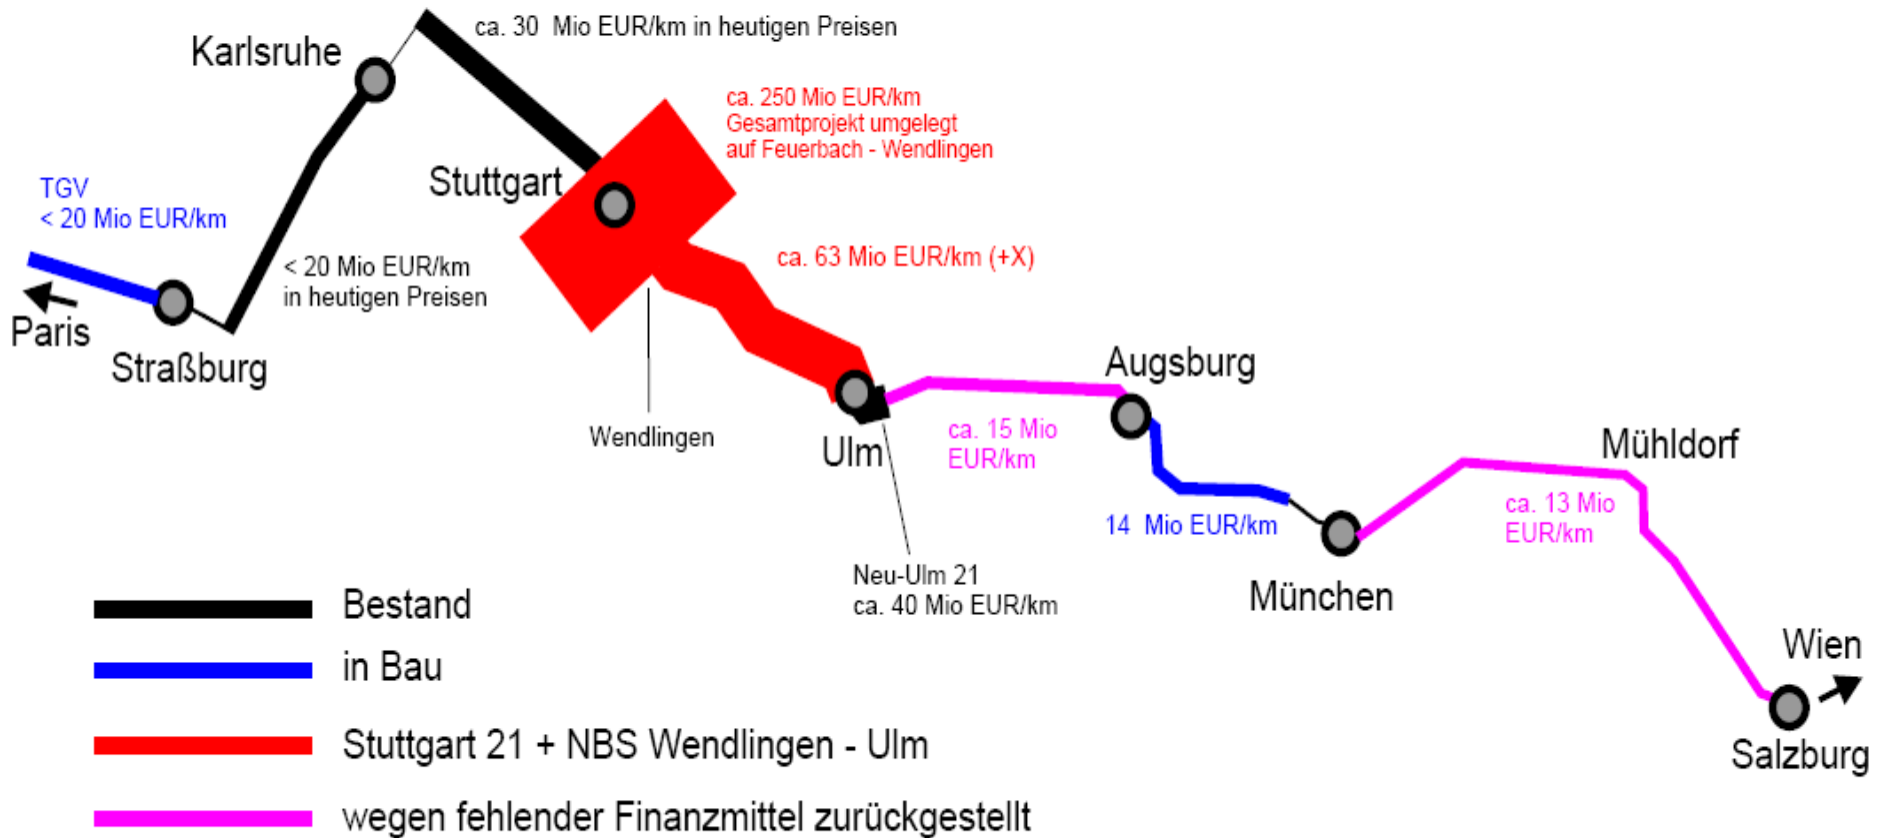 ca. 30 Mio EUR/km in heutigen Preisen
Karlsruhe
ca. 250 Mio EUR/km
Gesamtprojekt umgelegt
auf Feuerbach - Wendlingen
Stuttgart
TGV
< 20 Mio EUR/km
ca. 63 Mio EUR/km (+X)
< 20 Mio EUR/km
in heutigen Preisen
Paris
Straßburg
Augsburg
Wendlingen
ca. 15 Mio
EUR/km
Ulm
Mühldorf
ca. 13 Mio
EUR/km
14 Mio EUR/km
Neu-Ulm 21
ca. 40 Mio EUR/km
München
Wien
Salzburg
Bestand
in Bau
Stuttgart 21 + NBS Wendlingen - Ulm
wegen fehlender Finanzmittel zurückgestellt